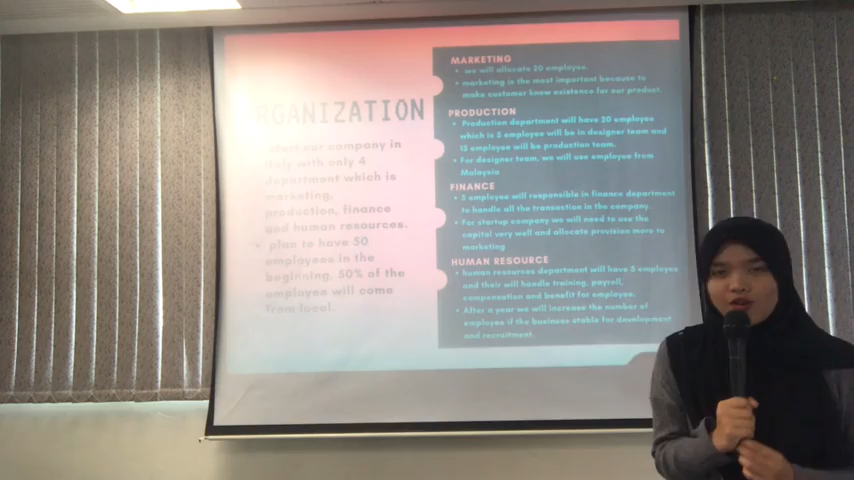 RGANIZATION
start our company in
Italy with only 4
department which is
marketing,
production, finance
and human resources.
• plan to have 50
employees in the
beginning. 50% of the
employee will come
from local.
MARKETING
• we will allocate 20 employee.
• marketing is the most important because to
make customer know existence for our product.
PRODUCTION
• Production department will have 20 employee
which is 5 employee will be in designer team and
15 employee will be production team.
• For designer team, we will use employee from
Malaysia
FINANCE
• 5 employee will responsible in finance department
to handle all the transaction in the company.
• For startup company we will need to use the
capital very well and allocate provision more to
marketing
HUMAN RESOURCE
• human resources department will have 5 employee
and their will handle training, payroll,
compensation and benefit for employee.
• After a year we will increase the number of
employee if the business stable for development
and recruitment.